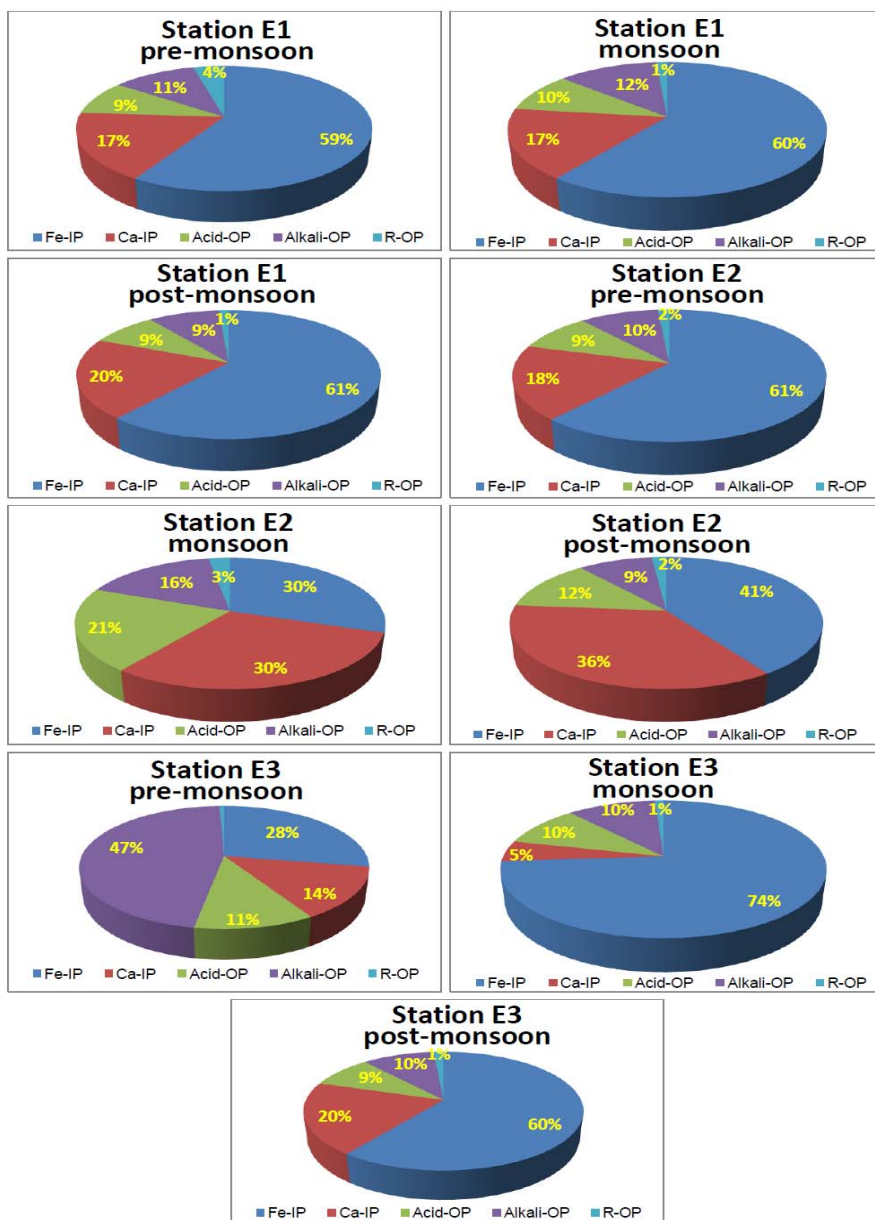 Station E1
pre-monsoon
4%
11%
9%
17%
59%
Fe-IP Ca-IP Acid-OP Alkali-OP R-OP
Station E1
monsoon
1%
12%
10%
17%
60%
Fe-IP Ca-IP Acid-OP Alkali-OP R-OP
Station E1
post-monsoon
1%
9%
9%
20%
61%
Fe-IP Ca-IP Acid-OP Alkali-OP R-OP
Station E2
pre-monsoon
2%
10%
9%
18%
61%
Fe-IP Ca-IP Acid-OP Alkali-OP R-OP
Station E2
monsoon
3%
16%
30%
21%
30%
Fe-IP Ca-IP Acid-OP Alkali-OP R-OP
Station E2
post-monsoon
2%
9%
41%
12%
36%
Fe-IP Ca-IP Acid-OP Alkali-OP R-OP
Station E3
pre-monsoon
28%
47%
14%
11%
Fe-IP Ca-IP Acid-OP Alkali-OP R-OP
Station E3
monsoon
10% 1%
10%
5%
74%
Fe-IP Ca-IP Acid-OP Alkali-OP R-OP
Station E3
post-monsoon
1%
10%
9%
20%
60%
Fe-IP Ca-IP Acid-OP Alkali-OP R-OP